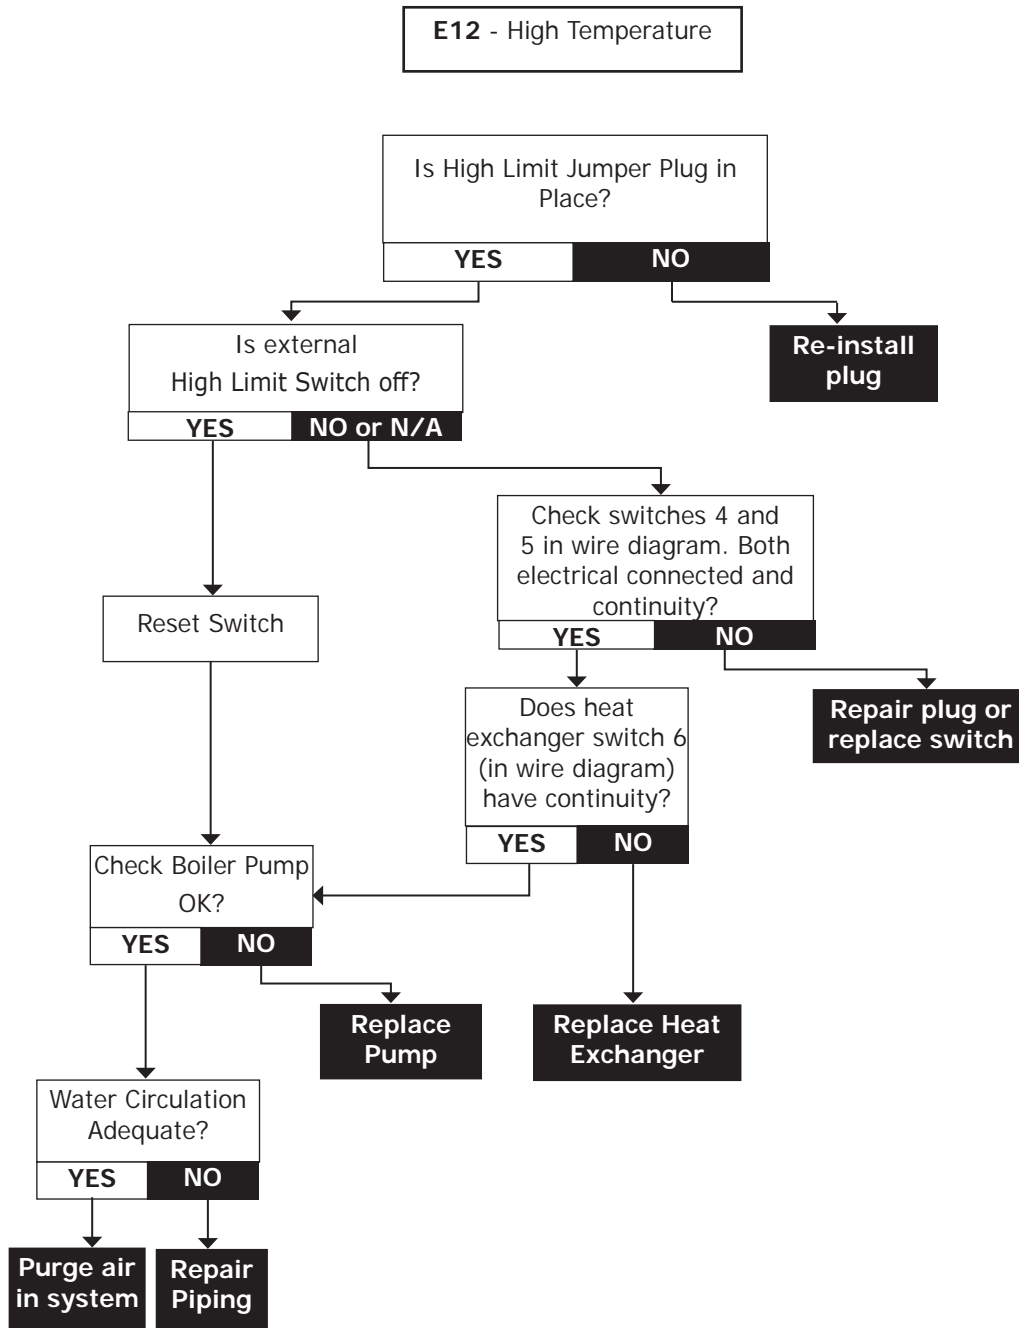 E12 - High Temperature
Is High Limit Jumper Plug in
Place?
YES
NO
Is external
High Limit Switch off?
YES
NO or N/A
Re-install
plug
Check switches 4 and
5 in wire diagram. Both
electrical connected and
continuity?
YES
NO
Reset Switch
Does heat
exchanger switch 6
(in wire diagram)
have continuity?
YES
NO
Repair plug or
replace switch
Check Boiler Pump
OK?
YES
NO
Replace
Pump
Replace Heat
Exchanger
Water Circulation
Adequate?
YES
NO
Purge air
in system
Repair
Piping